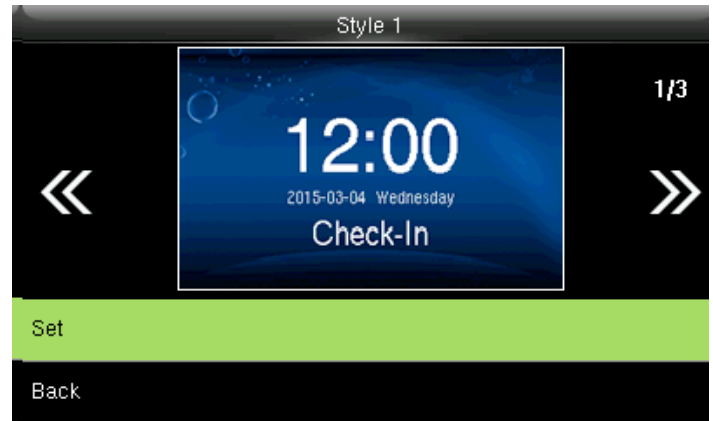 Style 1
1/3
12:00
2015-03-04 Wednesday
Check-In
Set
Back